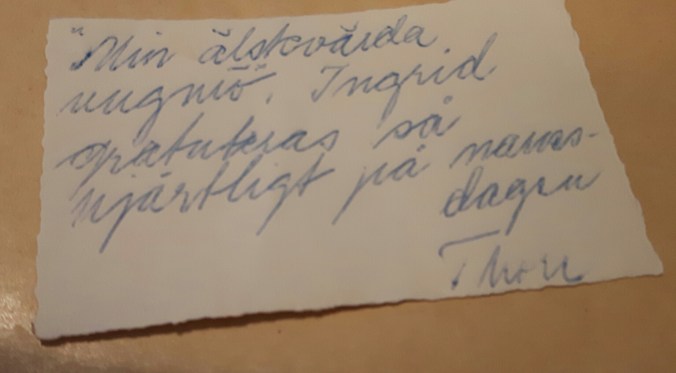 "Min älskvärda
ungmö". Ingrid
gratuleras så
hjärtligt på namns-
dagen